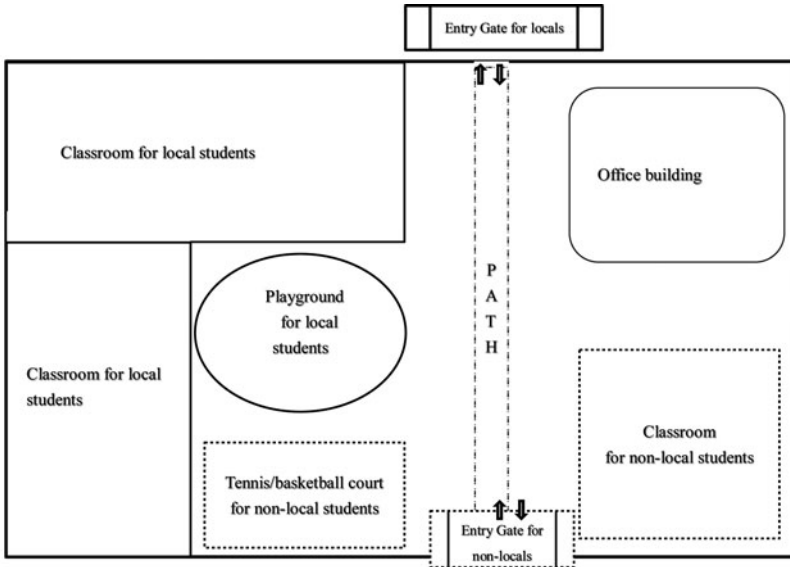 Entry Gate for locals
Classroom for local students
Office building
P
A
T
H
Playground
for local
students
Classroom for local
students
Classroom
for non-local students
Tennis/basketball court
for non-local students
Entry Gate for
non-locals